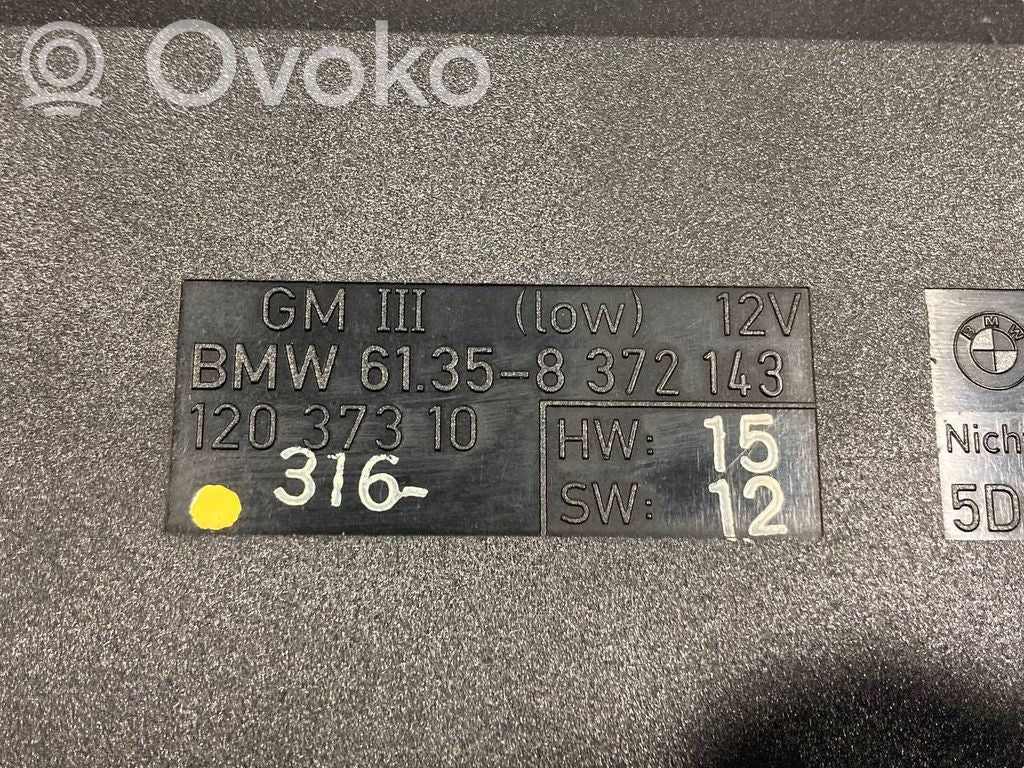 Ovoko
GM III (low) 12V
BMW 61.35-8 372 143
120 373 10
316-
HW: 15
SW: 12
BMW
Nich
5D